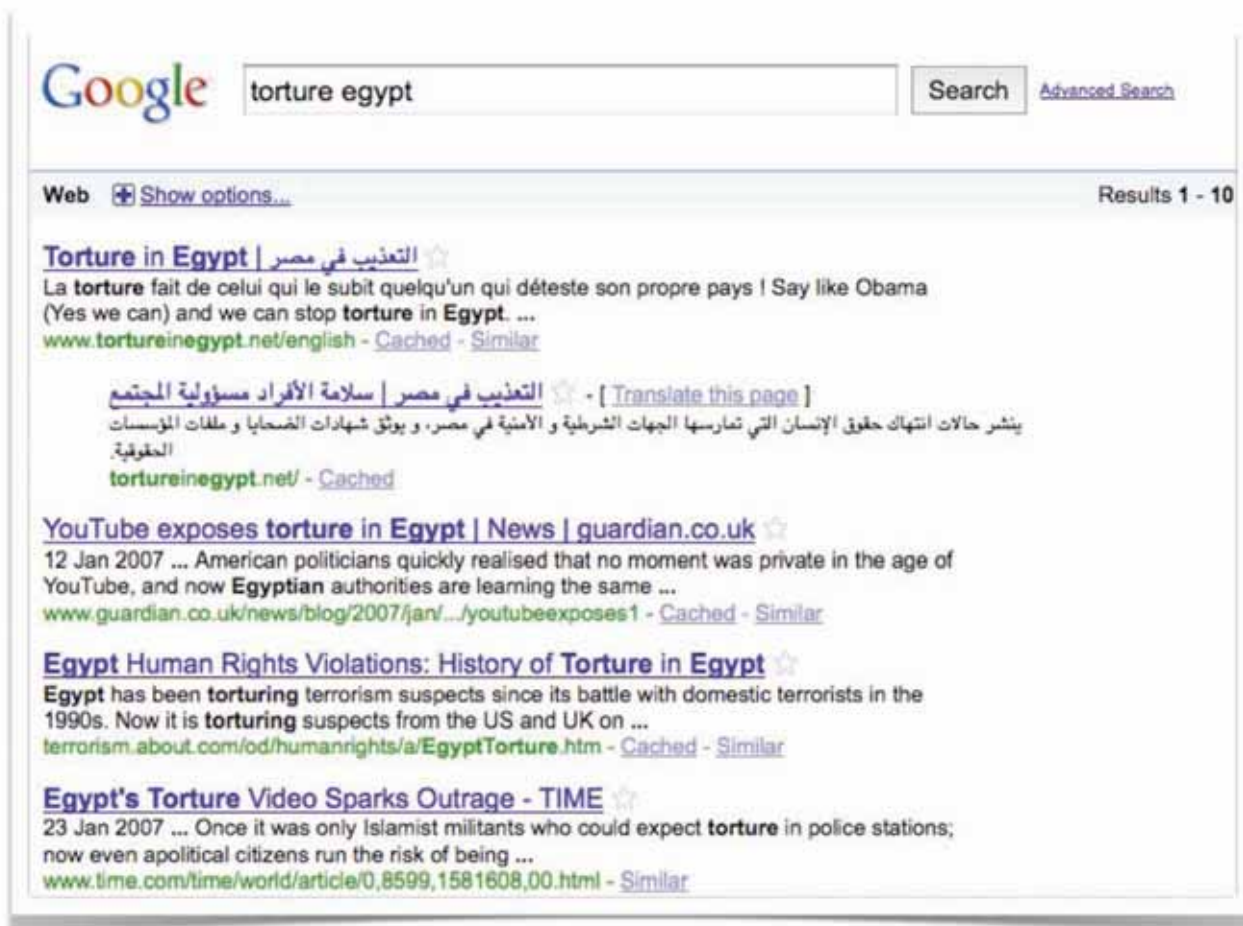 Google torture egypt Search Advanced Search
Web Show options... Results 1 - 10
Torture in Egypt | التعذيب في مصر
La torture fait de celui qui le subit quelqu'un qui déteste son propre pays ! Say like Obama
(Yes we can) and we can stop torture in Egypt. ...
www.tortureinegypt.net/english - Cached - Similar
التعذيب في مصر | سلامة الأفراد مسؤولية المجتمع - [ Translate this page ]
ينشر حالات انتهاك حقوق الإنسان التي تمارسها الجهات الشرطية و الأمنية في مصر، و يوثق شهادات الضحايا و ملفات المؤسسات
الحقوقية.
tortureinegypt.net/ - Cached
YouTube exposes torture in Egypt | News | guardian.co.uk
12 Jan 2007 ... American politicians quickly realised that no moment was private in the age of
YouTube, and now Egyptian authorities are learning the same ...
www.guardian.co.uk/news/blog/2007/jan/.../youtubeexposes1 - Cached - Similar
Egypt Human Rights Violations: History of Torture in Egypt
Egypt has been torturing terrorism suspects since its battle with domestic terrorists in the
1990s. Now it is torturing suspects from the US and UK on ...
terrorism.about.com/od/humanrights/a/EgyptTorture.htm - Cached - Similar
Egypt's Torture Video Sparks Outrage - TIME
23 Jan 2007 ... Once it was only Islamist militants who could expect torture in police stations;
now even apolitical citizens run the risk of being ...
www.time.com/time/world/article/0,8599,1581608,00.html - Similar